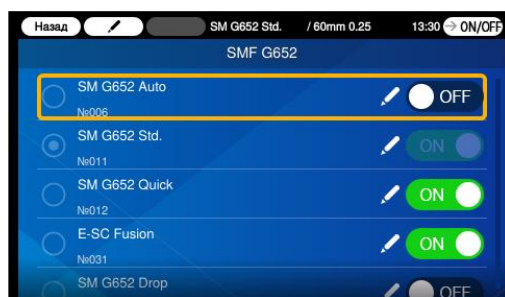 Назад SM G652 Std. / 60mm 0.25 13:30 ON/OFF
SMF G652
SM G652 Auto
№006
OFF
SM G652 Std.
№011
ON
SM G652 Quick
№012
ON
E-SC Fusion
№031
ON
SM G652 Drop
OFF